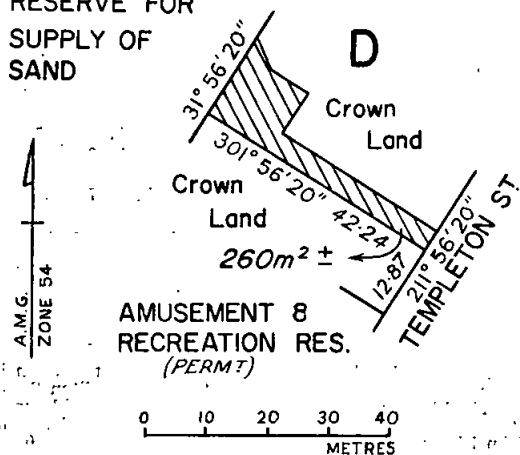 RESERVE FOR
SUPPLY OF
SAND
D
31° 56' 20"
Crown
Land
301° 56' 20" 42·24
Crown
Land
260m² ±
12·87
211° 56' 20"
TEMPLETON ST.
A.M.G.
ZONE 54
AMUSEMENT 8
RECREATION RES.
(PERMT)
0 10 20 30 40
METRES